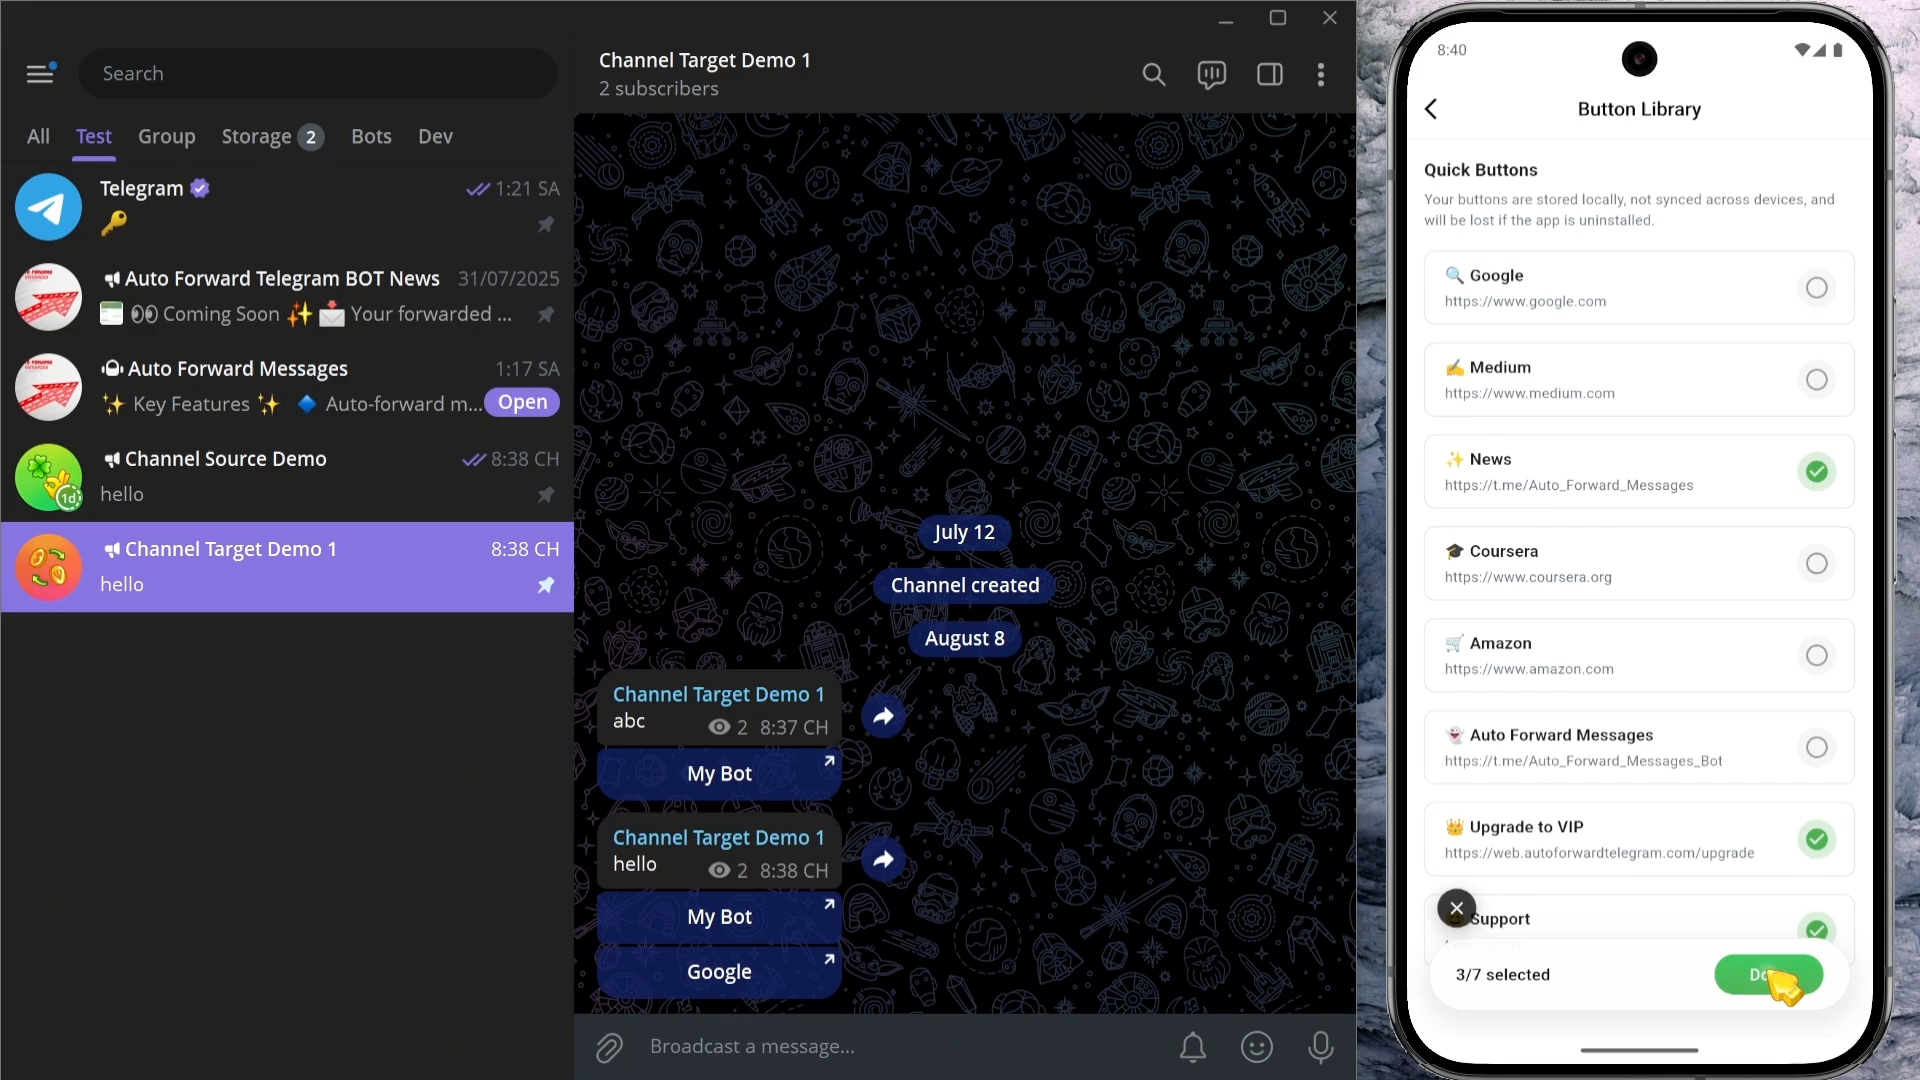 Search
All Test Group Storage 2 Bots Dev
Telegram 1:21 SA
Auto Forward Telegram BOT News 31/07/2025
Coming Soon ✨ Your forwarded ...
Auto Forward Messages 1:17 SA
✨ Key Features ✨ 🔷 Auto-forward m... Open
Channel Source Demo 8:38 CH
hello
1d
Channel Target Demo 1 8:38 CH
hello
Channel Target Demo 1
2 subscribers
July 12
Channel created
August 8
Channel Target Demo 1
abc 2 8:37 CH
My Bot
Channel Target Demo 1
hello 2 8:38 CH
My Bot
Google
Broadcast a message...
8:40
Button Library
Quick Buttons
Your buttons are stored locally, not synced across devices, and
will be lost if the app is uninstalled.
🔍 Google
https://www.google.com
✍️ Medium
https://www.medium.com
✨ News
https://t.me/Auto_Forward_Messages
🎓 Coursera
https://www.coursera.org
🛒 Amazon
https://www.amazon.com
👻 Auto Forward Messages
https://t.me/Auto_Forward_Messages_Bot
👑 Upgrade to VIP
https://web.autoforwardtelegram.com/upgrade
Support
3/7 selected